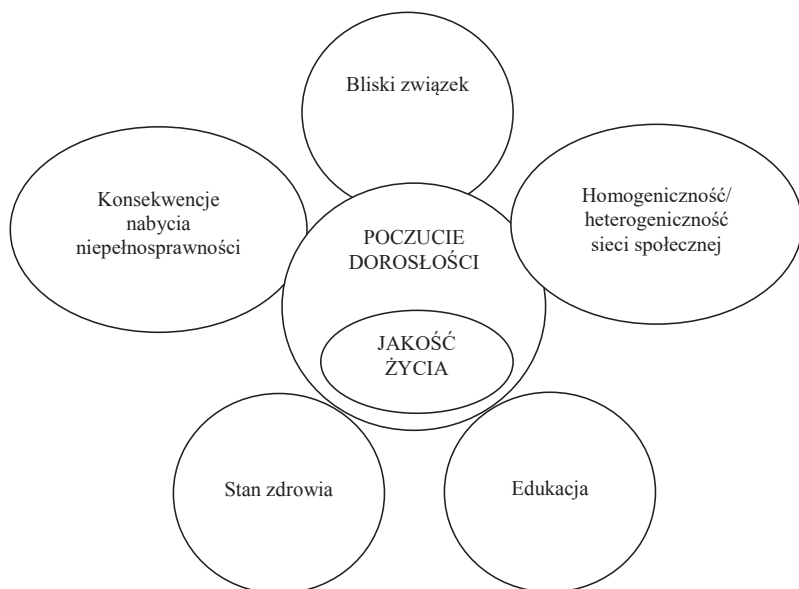 Bliski związek
Konsekwencje
nabycia
niepełnosprawności
Homogeniczność/
heterogeniczność
sieci społecznej
POCZUCIE
DOROSŁOŚCI
JAKOŚĆ
ŻYCIA
Stan zdrowia
Edukacja